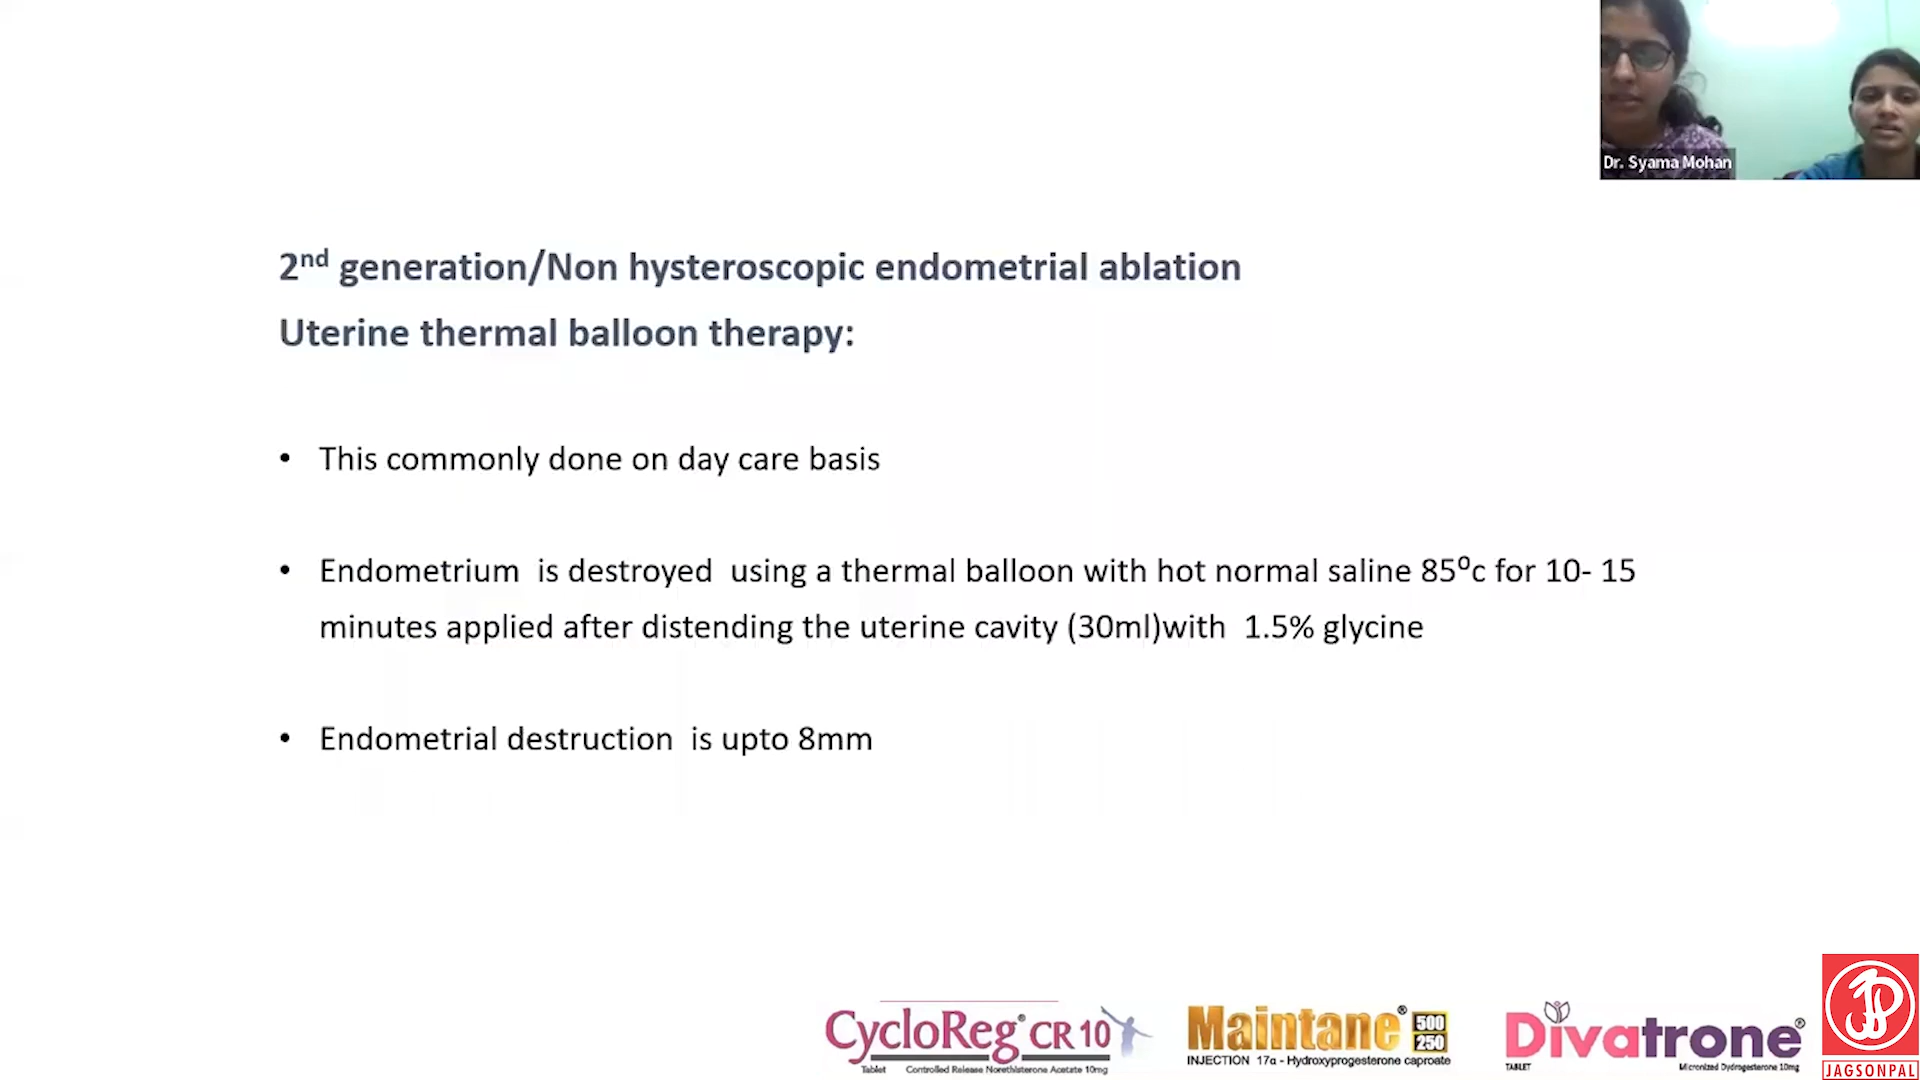 Dr. Syama Mohan
2nd generation/Non hysteroscopic endometrial ablation
Uterine thermal balloon therapy:
• This commonly done on day care basis
• Endometrium is destroyed using a thermal balloon with hot normal saline 85⁰c for 10- 15
minutes applied after distending the uterine cavity (30ml)with 1.5% glycine
• Endometrial destruction is upto 8mm
CycloReg® CR 10
Tablet Controlled Release Norethisterone Acetate 10mg
Maintane® 500 250
INJECTION 17α - Hydroxyprogesterone caproate
Divatrone®
TABLET Micronized Dydrogesterone 10mg
JAGSONPAL